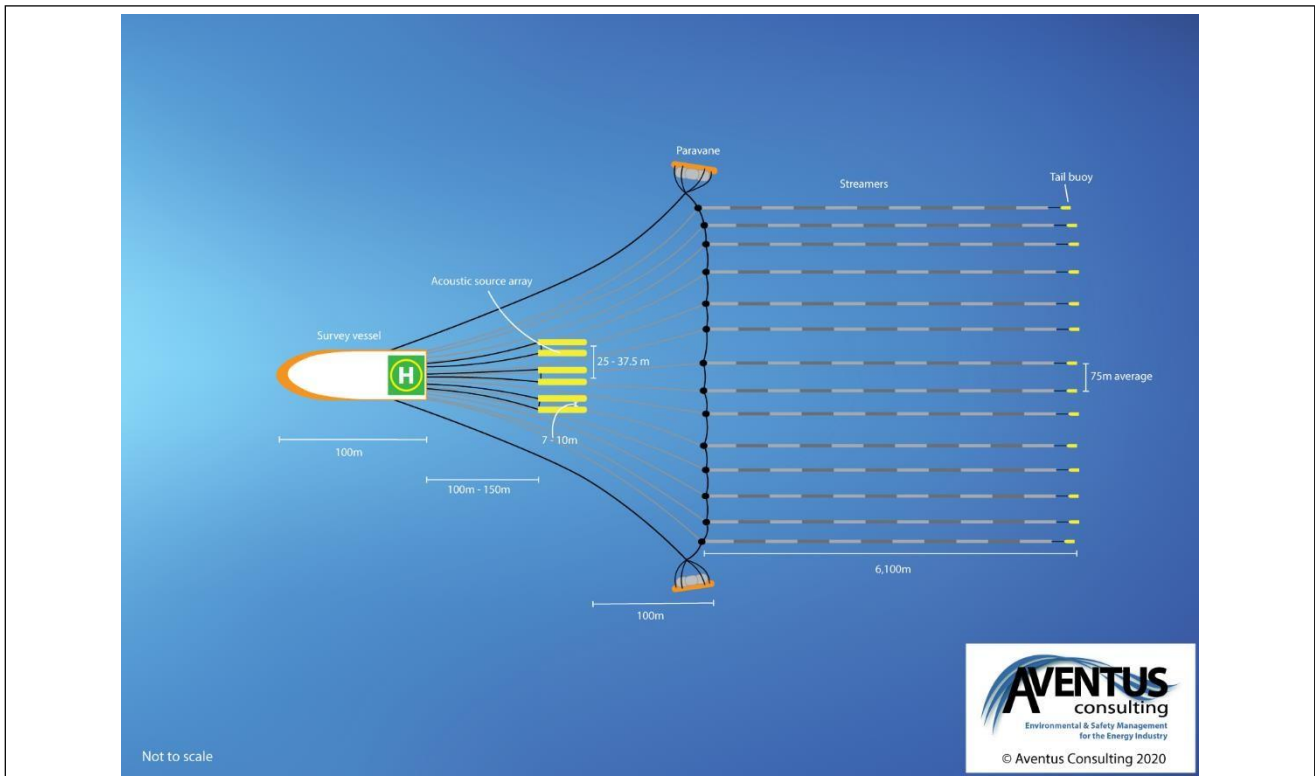 Paravane
Streamers
Tail buoy
Acoustic source array
Survey vessel
25 - 37.5 m
H
75m average
7 - 10m
100m
100m - 150m
6,100m
100m
AVENTUS
consulting
Environmental & Safety Management
for the Energy Industry
Not to scale
© Aventus Consulting 2020